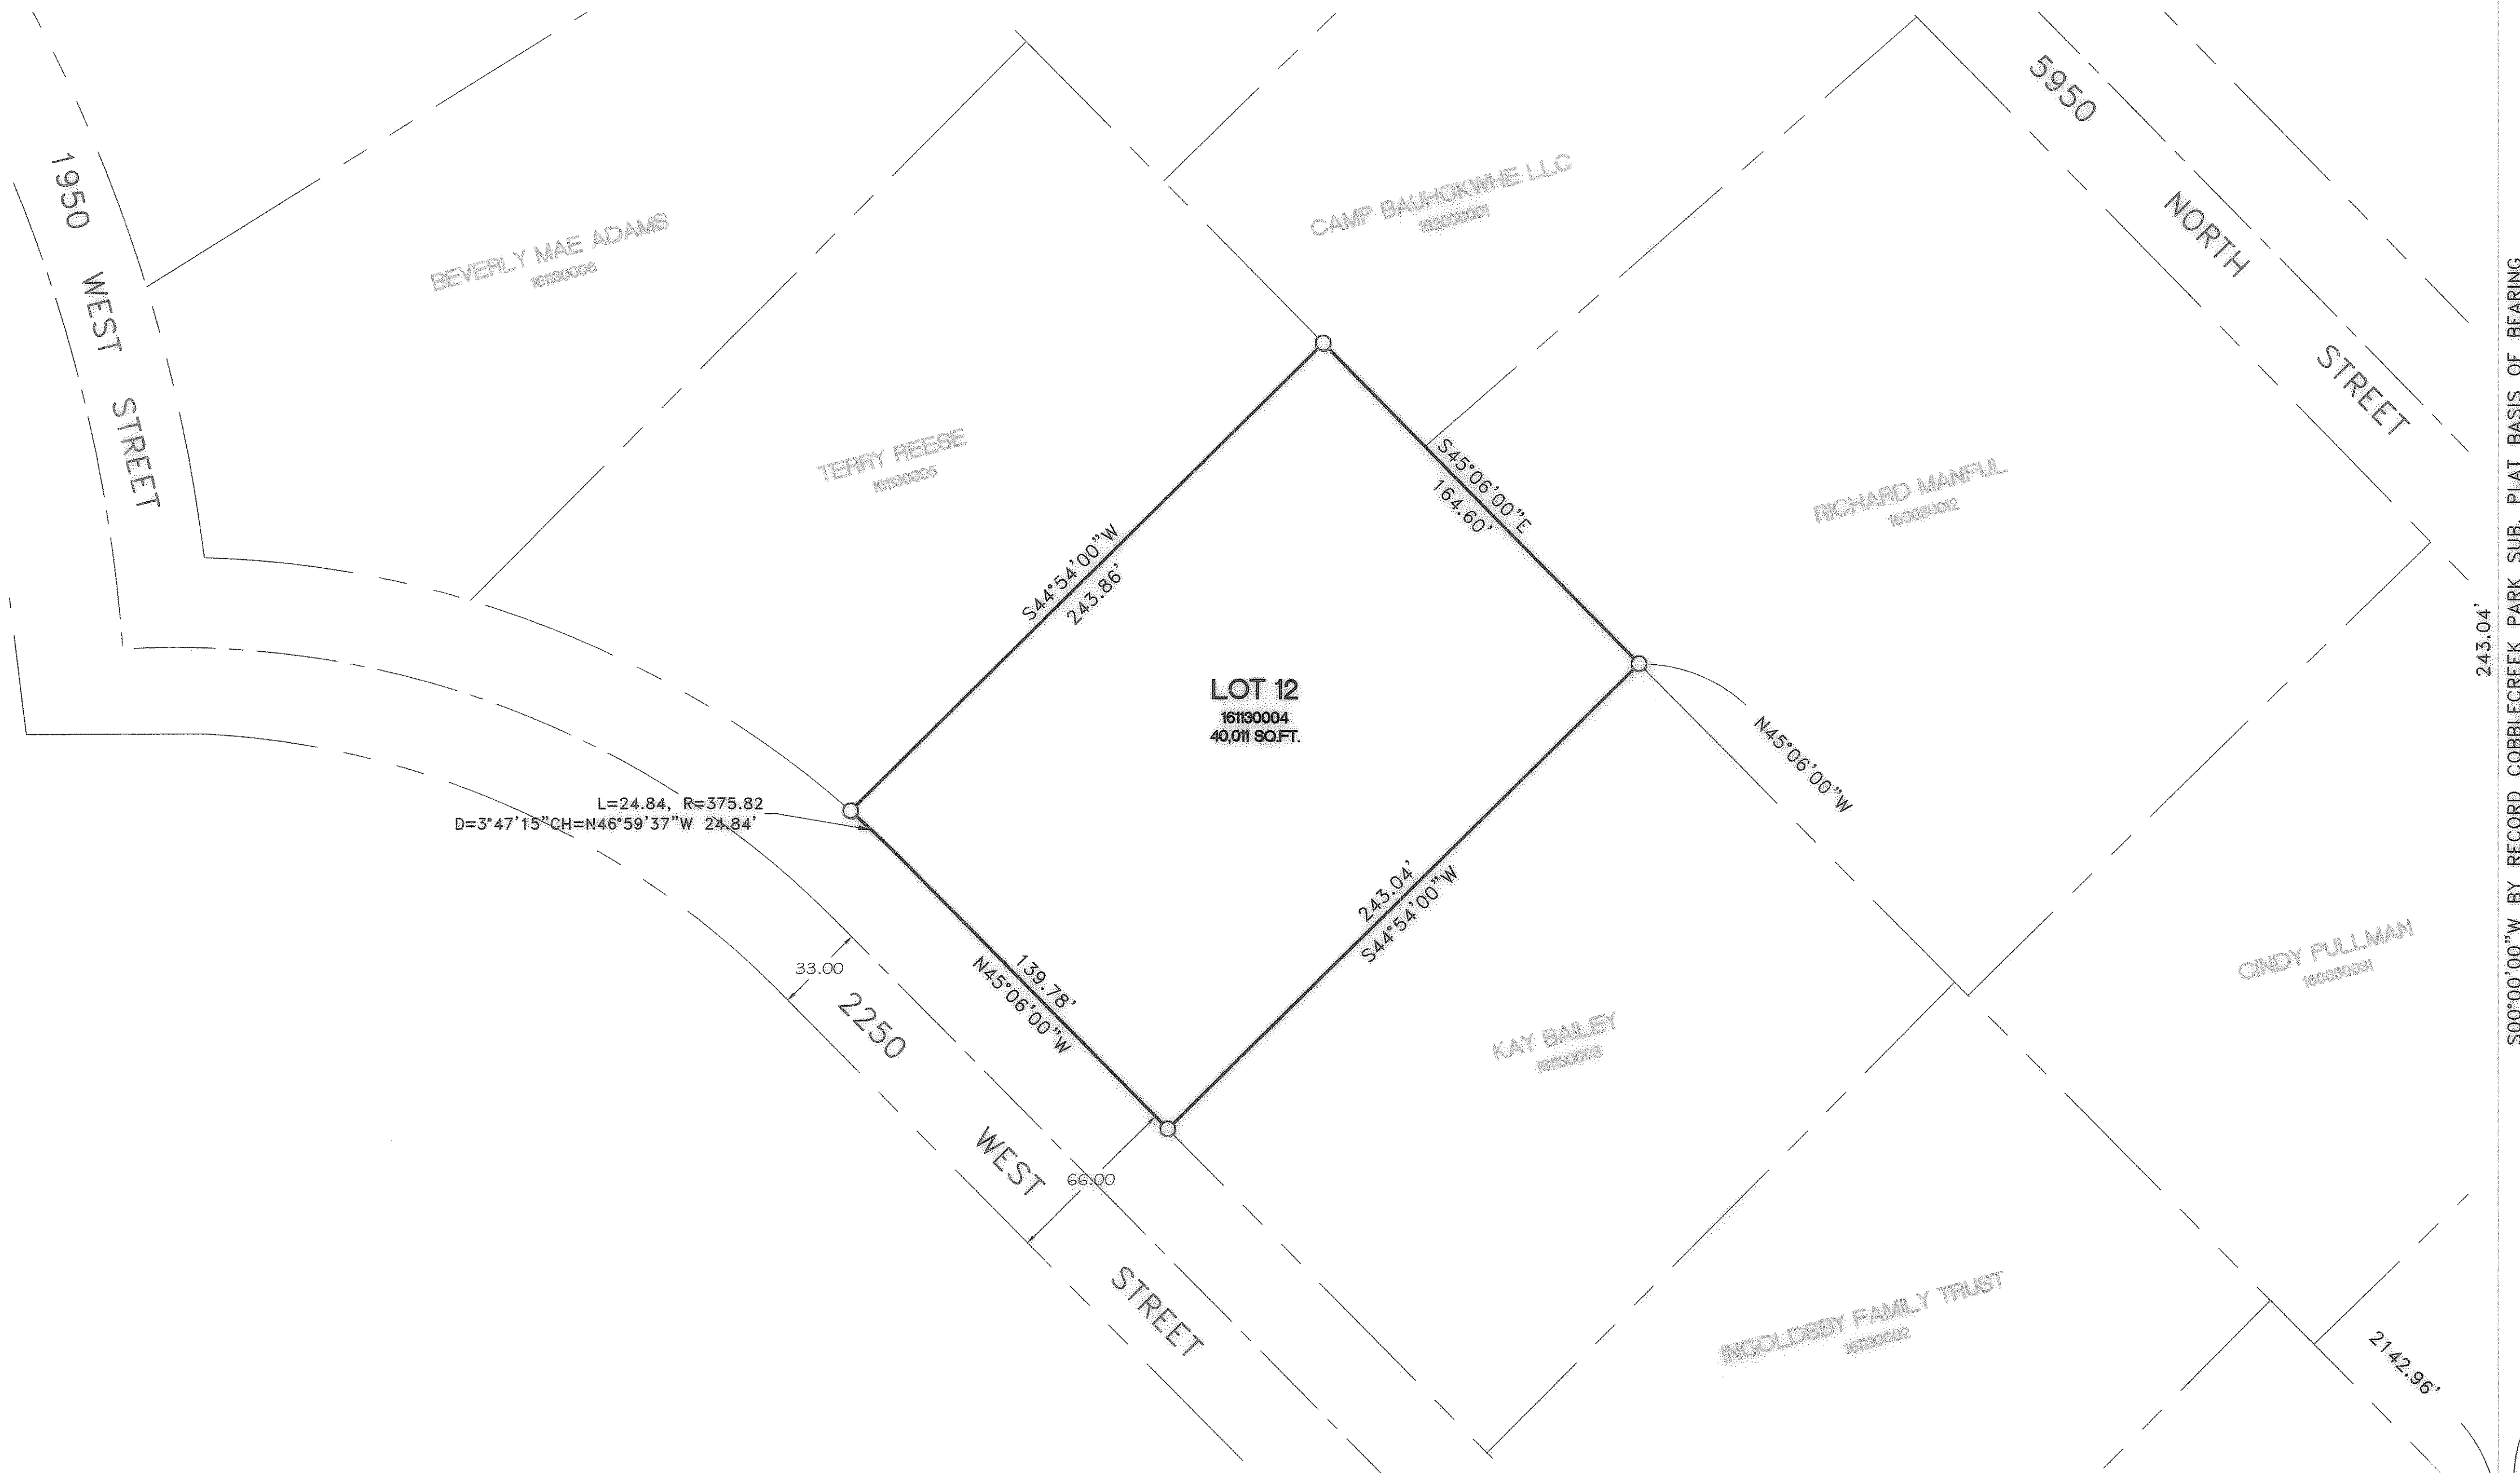 5950
NORTH
STREET
1950
WEST
STREET
CAMP BAUHOKWHE LLC
162050001
BEVERLY MAE ADAMS
161130006
TERRY REESE
161130005
RICHARD MANFUL
160030012
S45°06'00"E
164.60'
S44°54'00"W
243.86'
LOT 12
161130004
40,011 SQ.FT.
N45°06'00"W
L=24.84, R=375.82
D=3°47'15"CH=N46°59'37"W 24.84'
243.04'
S44°54'00"W
139.78'
N45°06'00"W
33.00
2250
WEST
STREET
66.00
KAY BAILEY
161130003
CINDY PULLMAN
160030031
INGOLDSBY FAMILY TRUST
161130002
2142.96'
243.04'
S00°00'00"W BY RECORD COBBLECREEK PARK SUB. PLAT BASIS OF BEARING